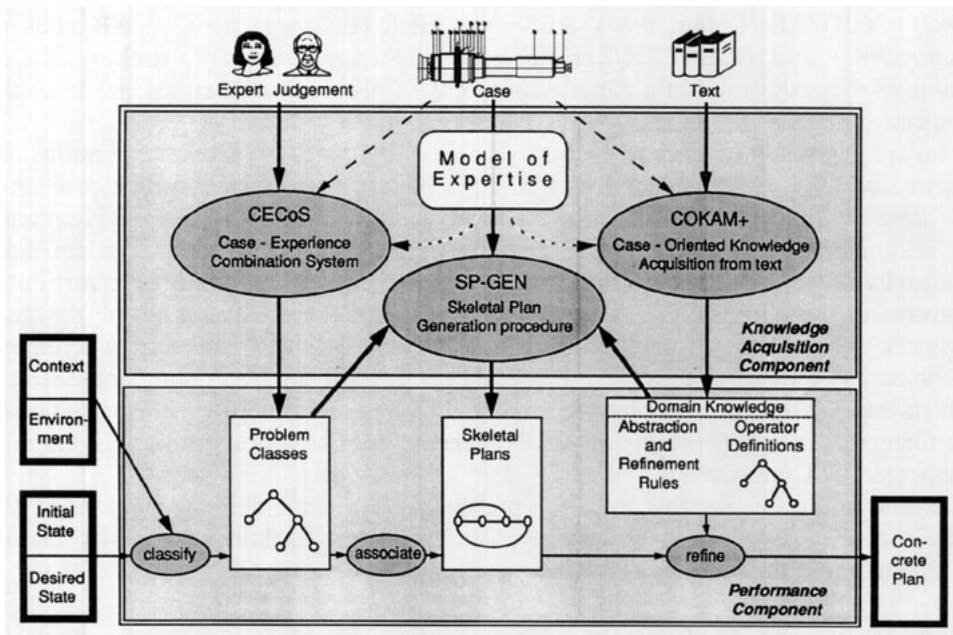 Expert Judgement
Case
Text
Model of
Expertise
CECoS
Case - Experience
Combination System
COKAM+
Case - Oriented Knowledge
Acquisition from text
SP-GEN
Skeletal Plan
Generation procedure
Knowledge
Acquisition
Component
Context
Environ-
ment
Problem
Classes
Skeletal
Plans
Domain Knowledge
Abstraction
and
Refinement
Rules
Operator
Definitions
Initial
State
Desired
State
classify
associate
refine
Con-
crete
Plan
Performance
Component